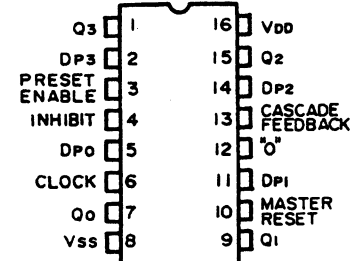 Q3 1 16 VDD
DP3 2 15 Q2
PRESET
ENABLE 3 14 DP2
INHIBIT 4 13 CASCADE
FEEDBACK
DP0 5 12 "0"
CLOCK 6 11 DP1
Q0 7 10 MASTER
RESET
VSS 8 9 Q1